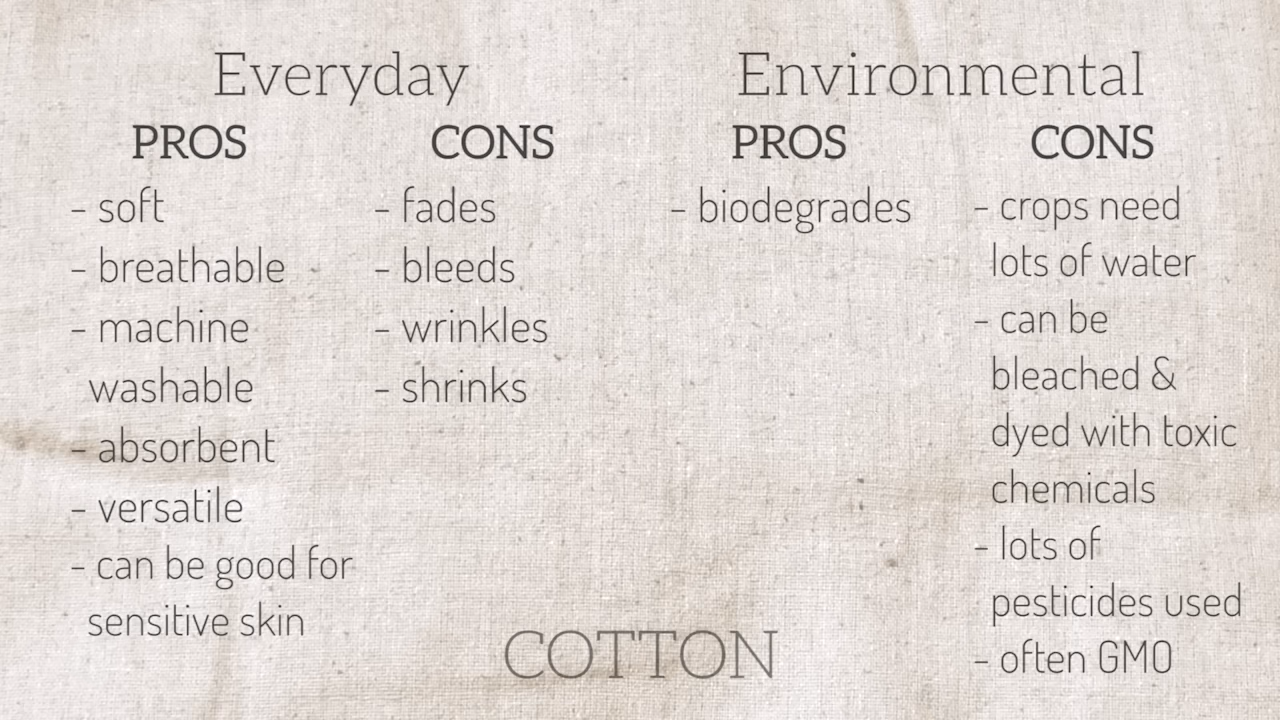 Everyday
PROS
- soft
- breathable
- machine
washable
- absorbent
- versatile
- can be good for
sensitive skin
CONS
- fades
- bleeds
- wrinkles
- shrinks
Environmental
PROS
- biodegrades
CONS
- crops need
lots of water
- can be
bleached &
dyed with toxic
chemicals
- lots of
pesticides used
- often GMO
COTTON